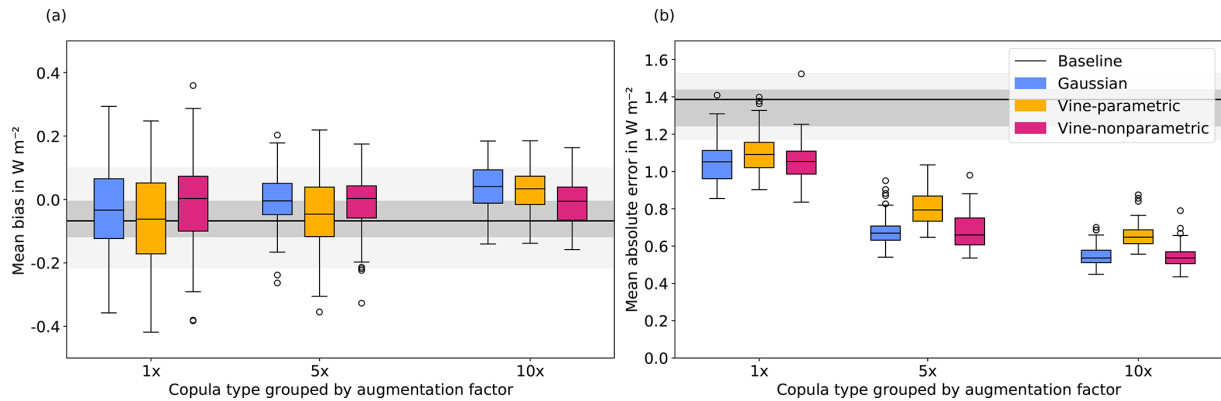 (a)
Mean bias in W m⁻²
0.4
0.2
0.0
-0.2
-0.4
1x
5x
10x
Copula type grouped by augmentation factor
(b)
Mean absolute error in W m⁻²
1.6
1.4
1.2
1.0
0.8
0.6
0.4
0.2
0.0
Baseline
Gaussian
Vine-parametric
Vine-nonparametric
1x
5x
10x
Copula type grouped by augmentation factor